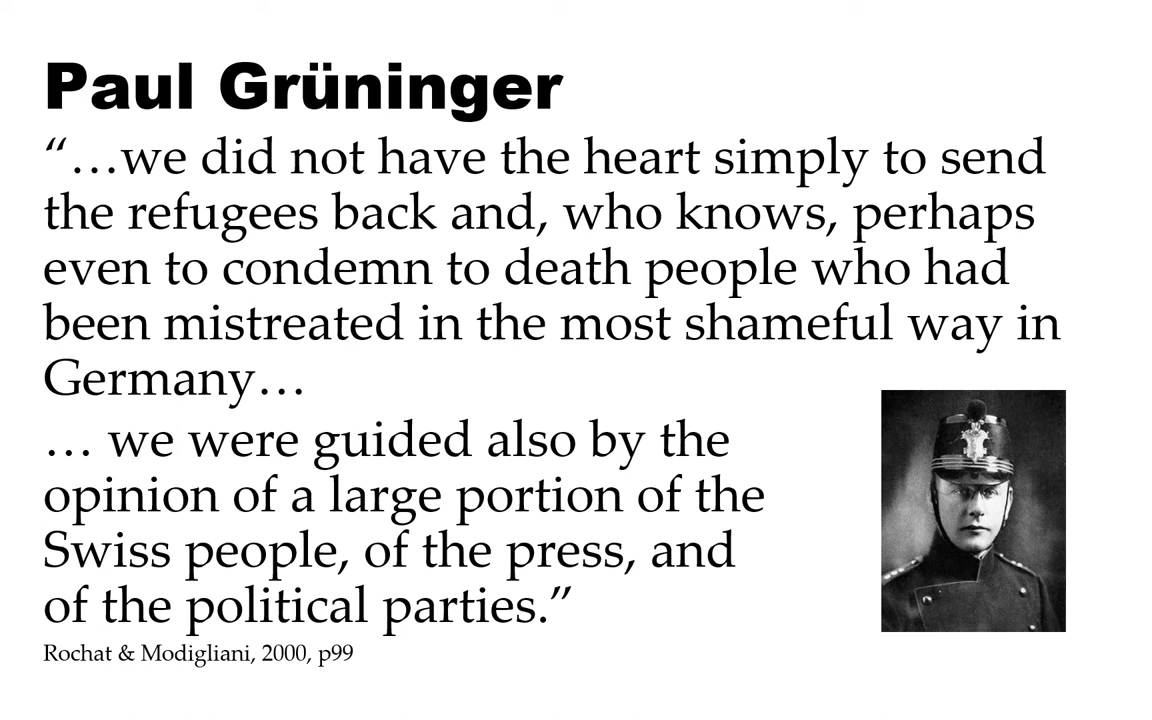 Paul Grüninger
“…we did not have the heart simply to send
the refugees back and, who knows, perhaps
even to condemn to death people who had
been mistreated in the most shameful way in
Germany…
… we were guided also by the
opinion of a large portion of the
Swiss people, of the press, and
of the political parties.”
Rochat & Modigliani, 2000, p99